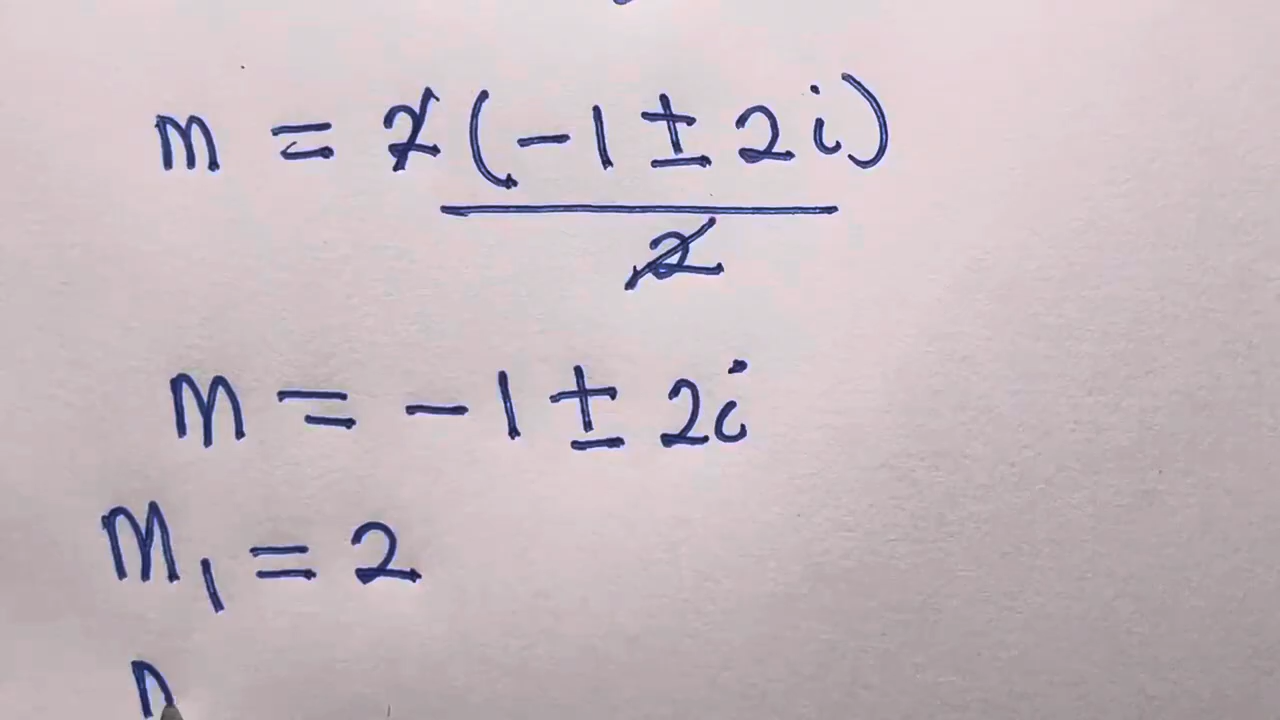 m = 2(-1 ± 2i)
2
m = -1 ± 2i
M₁ = 2